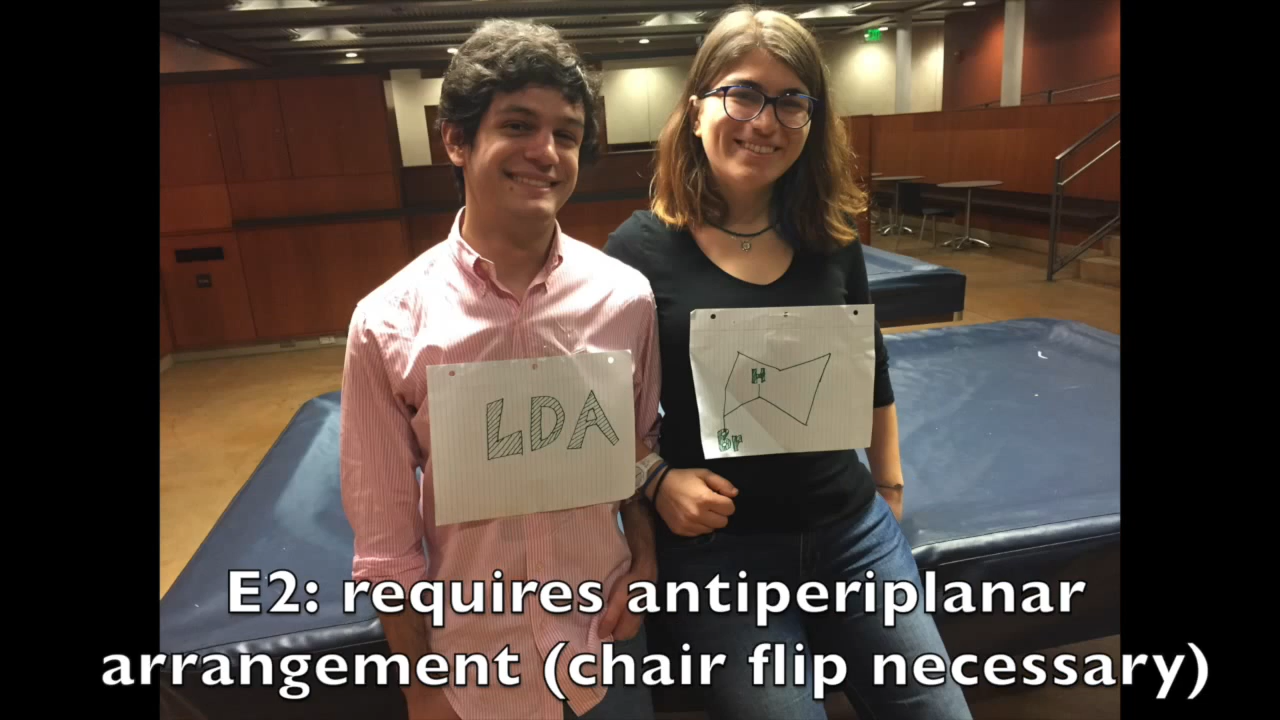 LDA
H
Br
E2: requires antiperiplanar
arrangement (chair flip necessary)